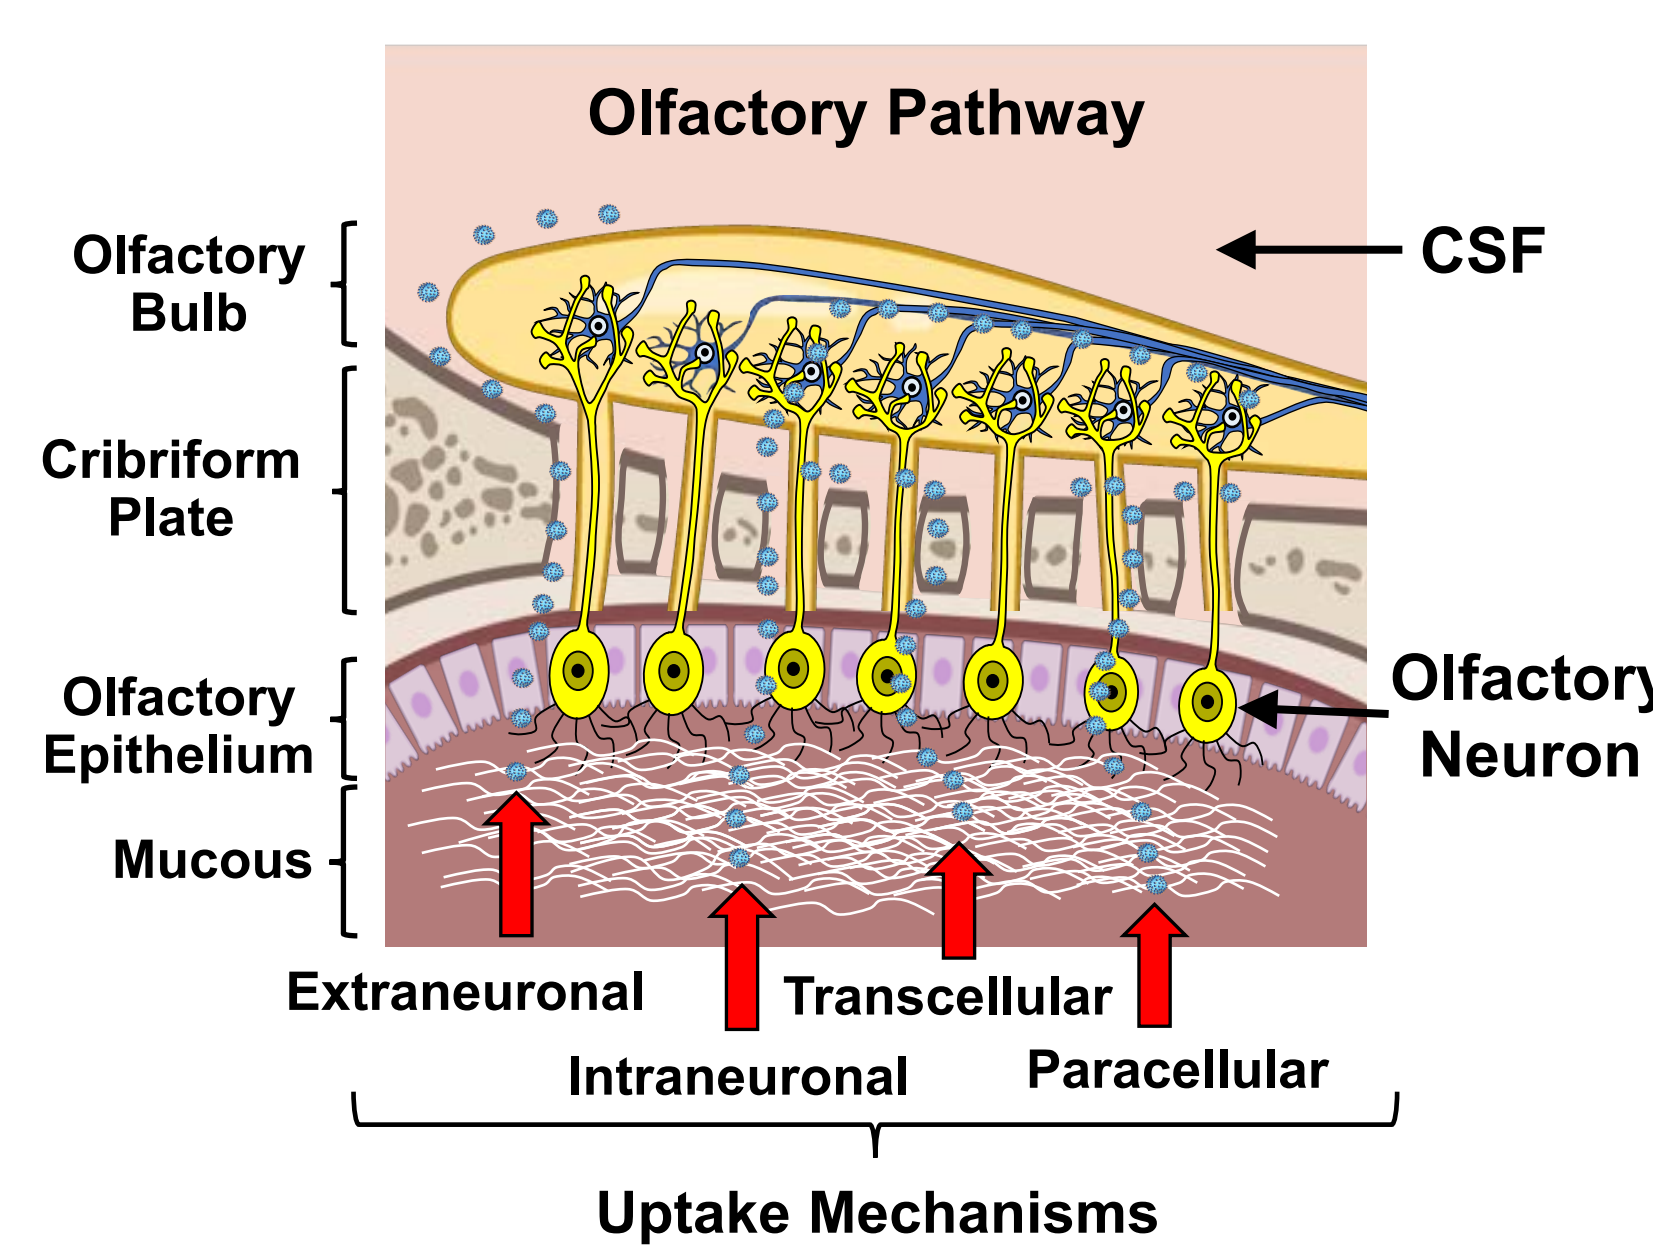 Olfactory Pathway
Olfactory
Bulb
CSF
Cribriform
Plate
Olfactory
Epithelium
Olfactory
Neuron
Mucous
Extraneuronal
Transcellular
Intraneuronal
Paracellular
Uptake Mechanisms